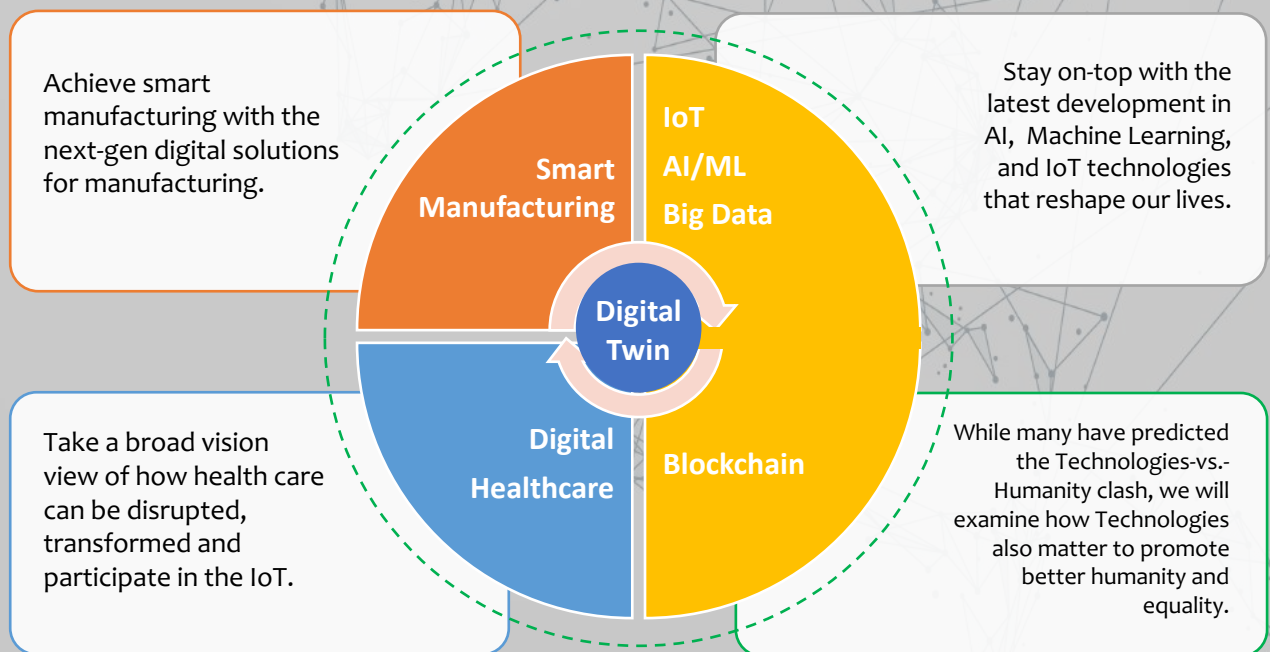 Achieve smart
manufacturing with the
next-gen digital solutions
for manufacturing.
Smart
Manufacturing
IoT
AI/ML
Big Data
Stay on-top with the
latest development in
AI, Machine Learning,
and IoT technologies
that reshape our lives.
Digital
Twin
Take a broad vision
view of how health care
can be disrupted,
transformed and
participate in the IoT.
Digital
Healthcare
Blockchain
While many have predicted
the Technologies-vs.-
Humanity clash, we will
examine how Technologies
also matter to promote
better humanity and
equality.